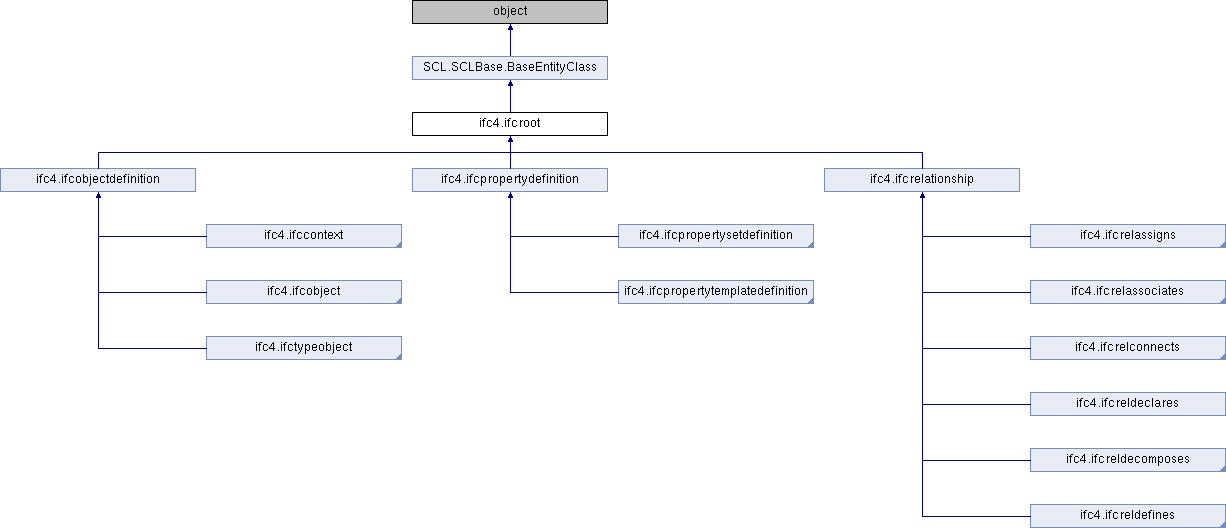 object
SCL.SCLBase.BaseEntityClass
ifc4.ifcroot
ifc4.ifcobjectdefinition
ifc4.ifcpropertydefinition
ifc4.ifcrelationship
ifc4.ifccontext
ifc4.ifcpropertysetdefinition
ifc4.ifcrelassigns
ifc4.ifcobject
ifc4.ifcpropertytemplatedefinition
ifc4.ifcrelassociates
ifc4.ifctypeobject
ifc4.ifcrelconnects
ifc4.ifcreldeclares
ifc4.ifcreldecomposes
ifc4.ifcreldefines